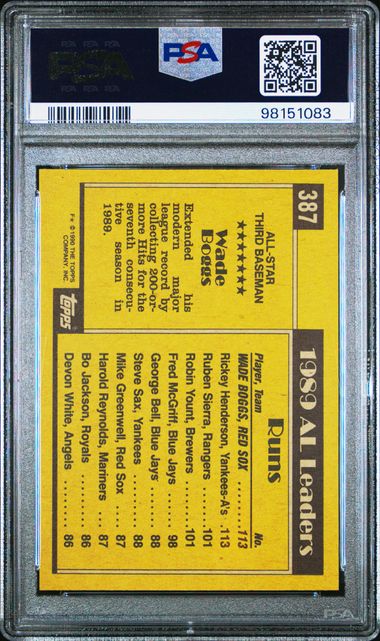 PSA
PSA
98151083
387
ALL-STAR
THIRD BASEMAN
★★★★★★★
Wade
Boggs
Extended his
modern major
league record by
collecting 200-or-
more Hits for the
seventh consecu-
tive season in
1989.
F* ©1990 THE TOPPS
COMPANY, INC.
Topps
1989 AL Leaders
Runs
Player, Team No.
WADE BOGGS, RED SOX ...... 113
Rickey Henderson, Yankees-A's 113
Ruben Sierra, Rangers ..... 101
Robin Yount, Brewers ...... 101
Fred McGriff, Blue Jays .... 98
George Bell, Blue Jays ..... 88
Steve Sax, Yankees ....... 88
Mike Greenwell, Red Sox .... 87
Harold Reynolds, Mariners ... 87
Bo Jackson, Royals ....... 86
Devon White, Angels ...... 86
PSA